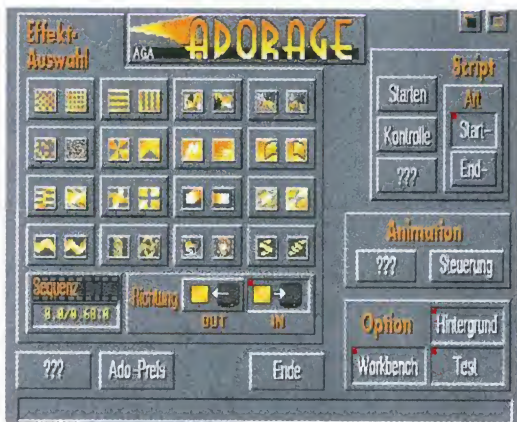 Effekt-
Auswahl
AGA
ADORAGE
Script
Starten
Art
Kontrolle
Start-
???
End-
Animation
???
Steuerung
Sequenz
Richtung
OUT
IN
Option
Hintergrund
Workbench
Test
???
Ado-Prefs
Ende